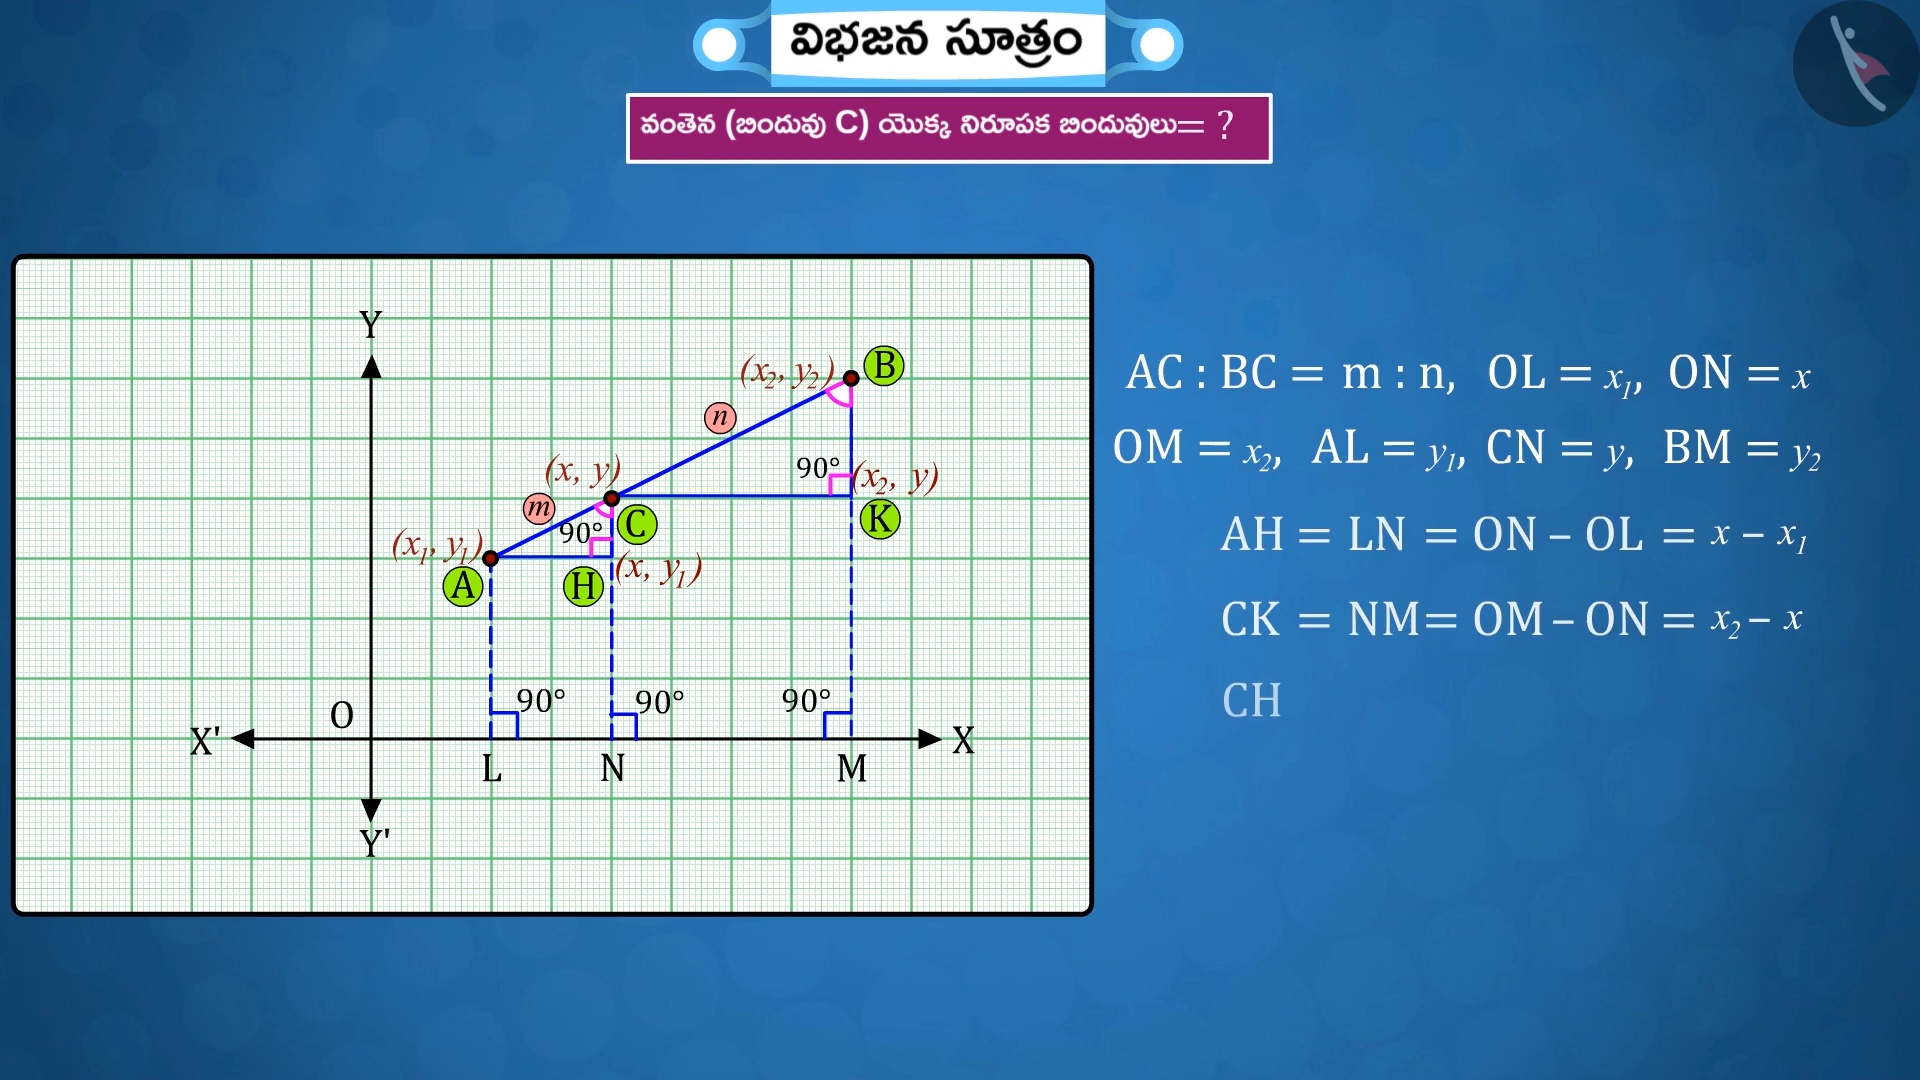 విభజన సూత్రం
వంతెన (బిందువు C) యొక్క నిరూపక బిందువులు= ?
Y
(x₂, y₂) B
n
(x, y)
90° (x₂, y)
m
C
K
90°
(x₁, y₁)
A
H
(x, y₁)
90° 90° 90°
O
X' X
L N M
Y'
AC : BC = m : n, OL = x₁, ON = x
OM = x₂, AL = y₁, CN = y, BM = y₂
AH = LN = ON – OL = x – x₁
CK = NM= OM – ON = x₂ – x
CH